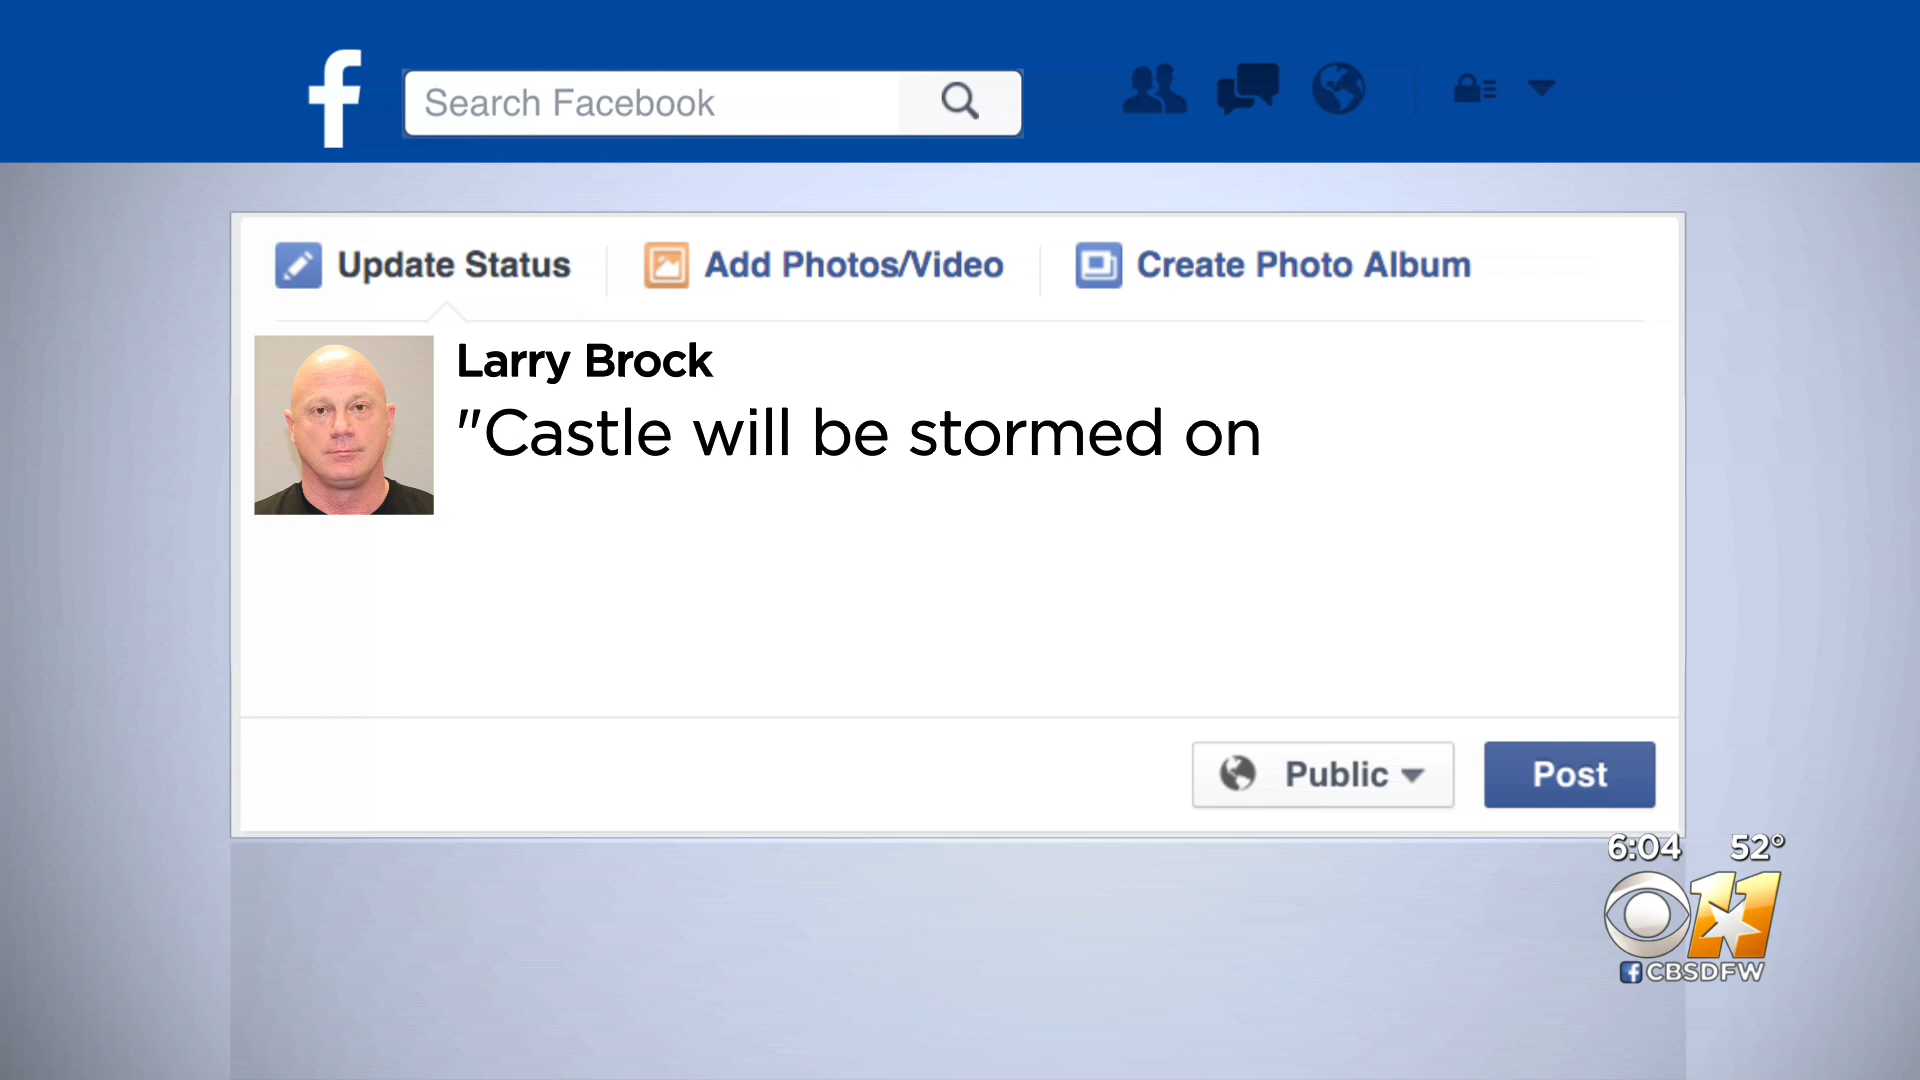 f
Search Facebook
Update Status
Add Photos/Video
Create Photo Album
Larry Brock
"Castle will be stormed on
Public
Post
6:04 52°
11
f CBSDFW